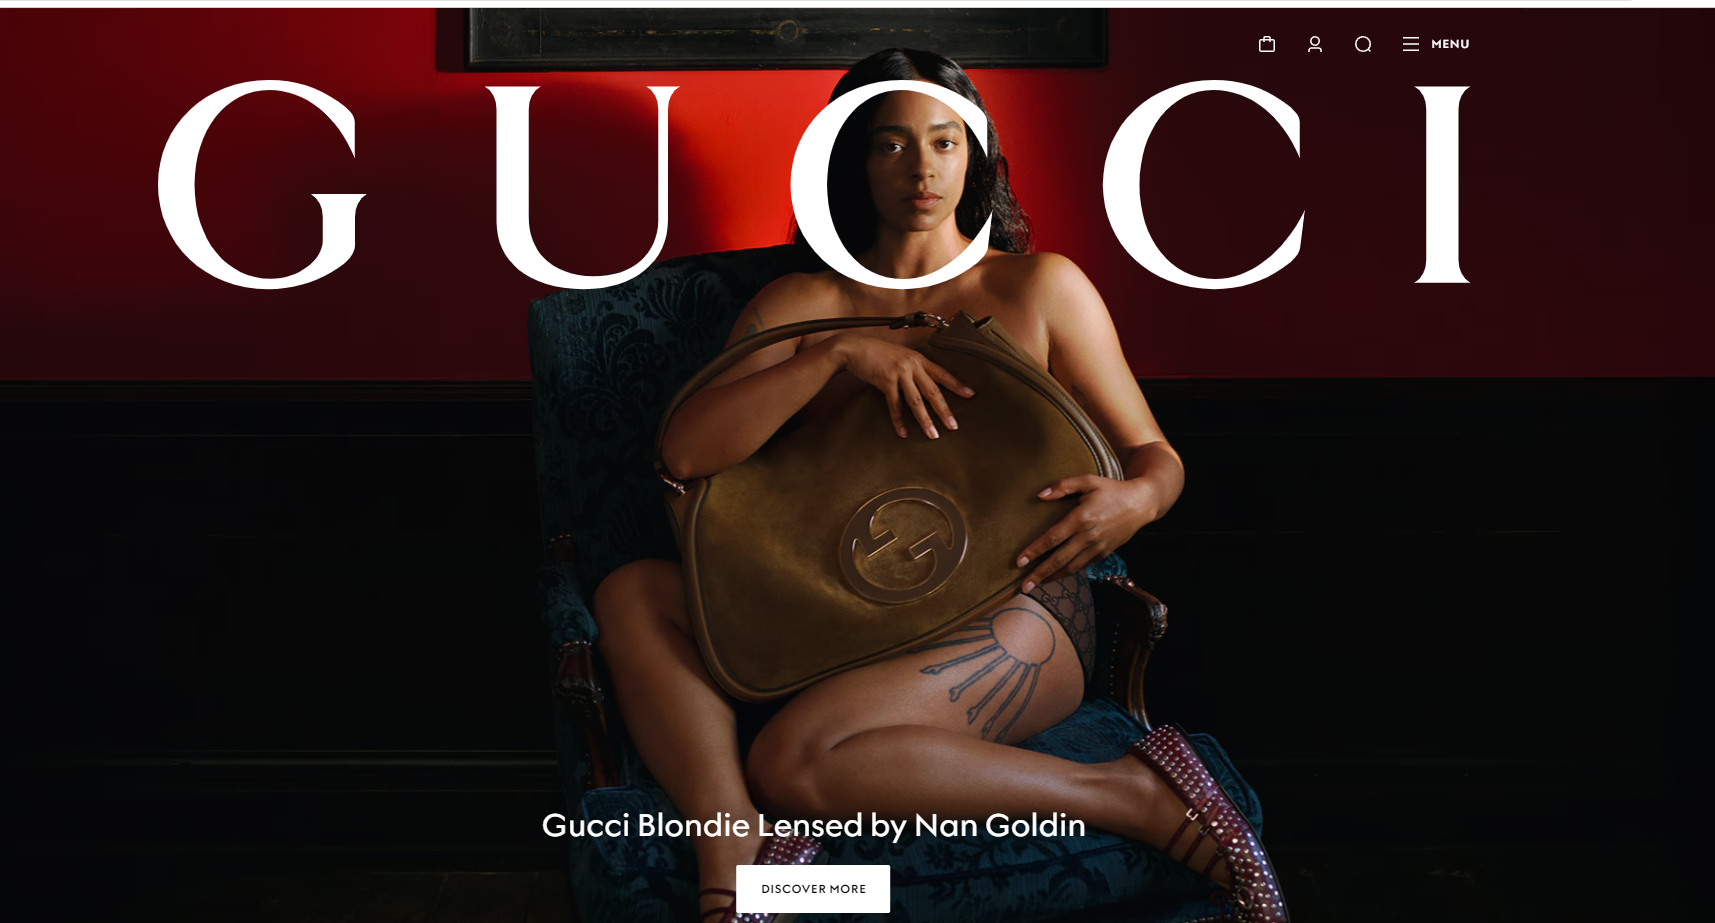 MENU
GUCCI
Gucci Blondie Lensed by Nan Goldin
DISCOVER MORE